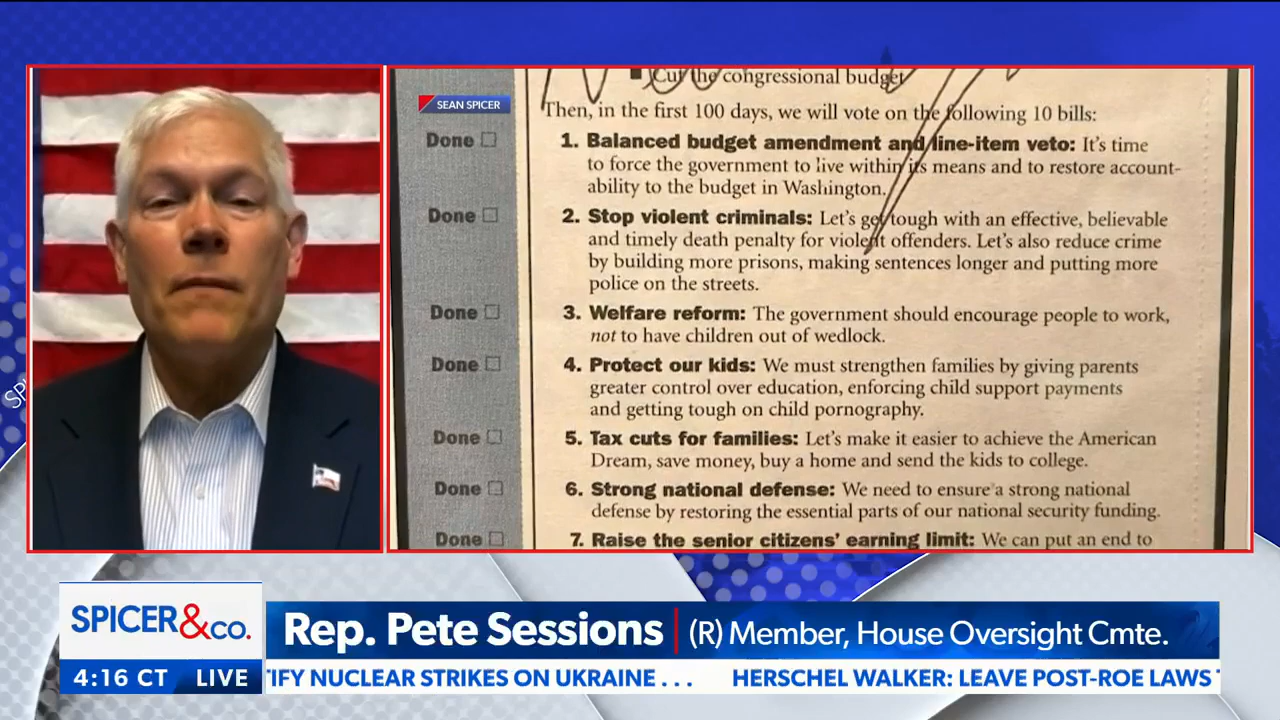 SEAN SPICER
Cut the congressional budget
Then, in the first 100 days, we will vote on the following 10 bills:
Done
1. Balanced budget amendment and line-item veto: It's time
to force the government to live within its means and to restore account-
ability to the budget in Washington.
Done
2. Stop violent criminals: Let's get tough with an effective, believable
and timely death penalty for violent offenders. Let's also reduce crime
by building more prisons, making sentences longer and putting more
police on the streets.
Done
3. Welfare reform: The government should encourage people to work,
not to have children out of wedlock.
Done
4. Protect our kids: We must strengthen families by giving parents
greater control over education, enforcing child support payments
and getting tough on child pornography.
Done
5. Tax cuts for families: Let's make it easier to achieve the American
Dream, save money, buy a home and send the kids to college.
Done
6. Strong national defense: We need to ensure a strong national
defense by restoring the essential parts of our national security funding.
Done
7. Raise the senior citizens' earning limit: We can put an end to
SP
SPICER&CO.
Rep. Pete Sessions
(R) Member, House Oversight Cmte.
4:16 CT LIVE
TIFY NUCLEAR STRIKES ON UKRAINE . . . HERSCHEL WALKER: LEAVE POST-ROE LAWS